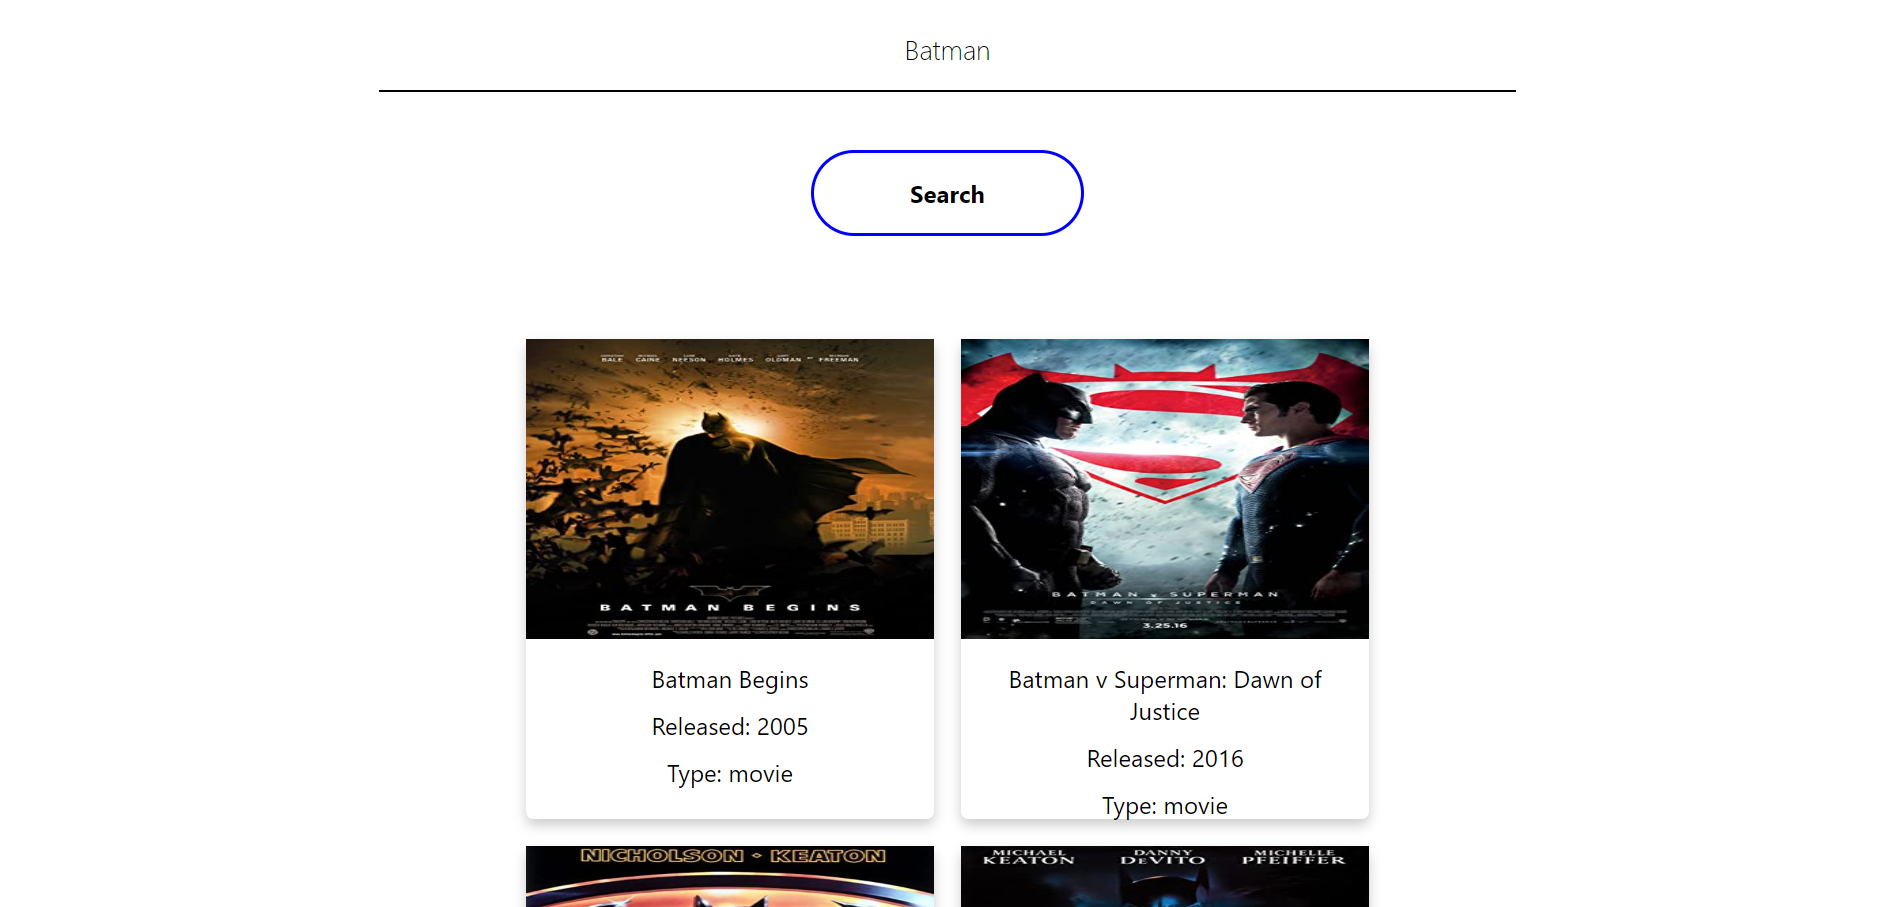 Batman
Search
BALE CAINE NEESON HOLMES OLDMAN FREEMAN
BATMAN BEGINS
BATMAN v SUPERMAN
DAWN OF JUSTICE
3.25.16
Batman Begins
Released: 2005
Type: movie
Batman v Superman: Dawn of
Justice
Released: 2016
Type: movie
NICHOLSON • KEATON
MICHAEL KEATON
DANNY DEVITO
MICHELLE PFEIFFER